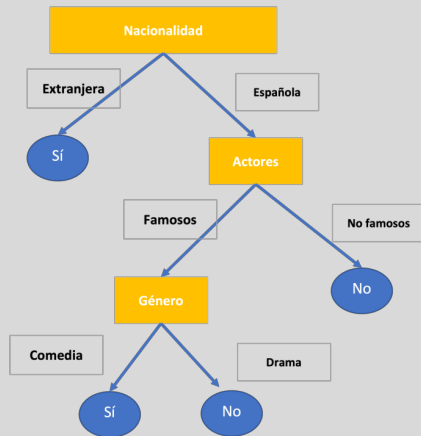 Nacionalidad
Extranjera
Española
Sí
Actores
Famosos
No famosos
Género
No
Comedia
Drama
Sí
No